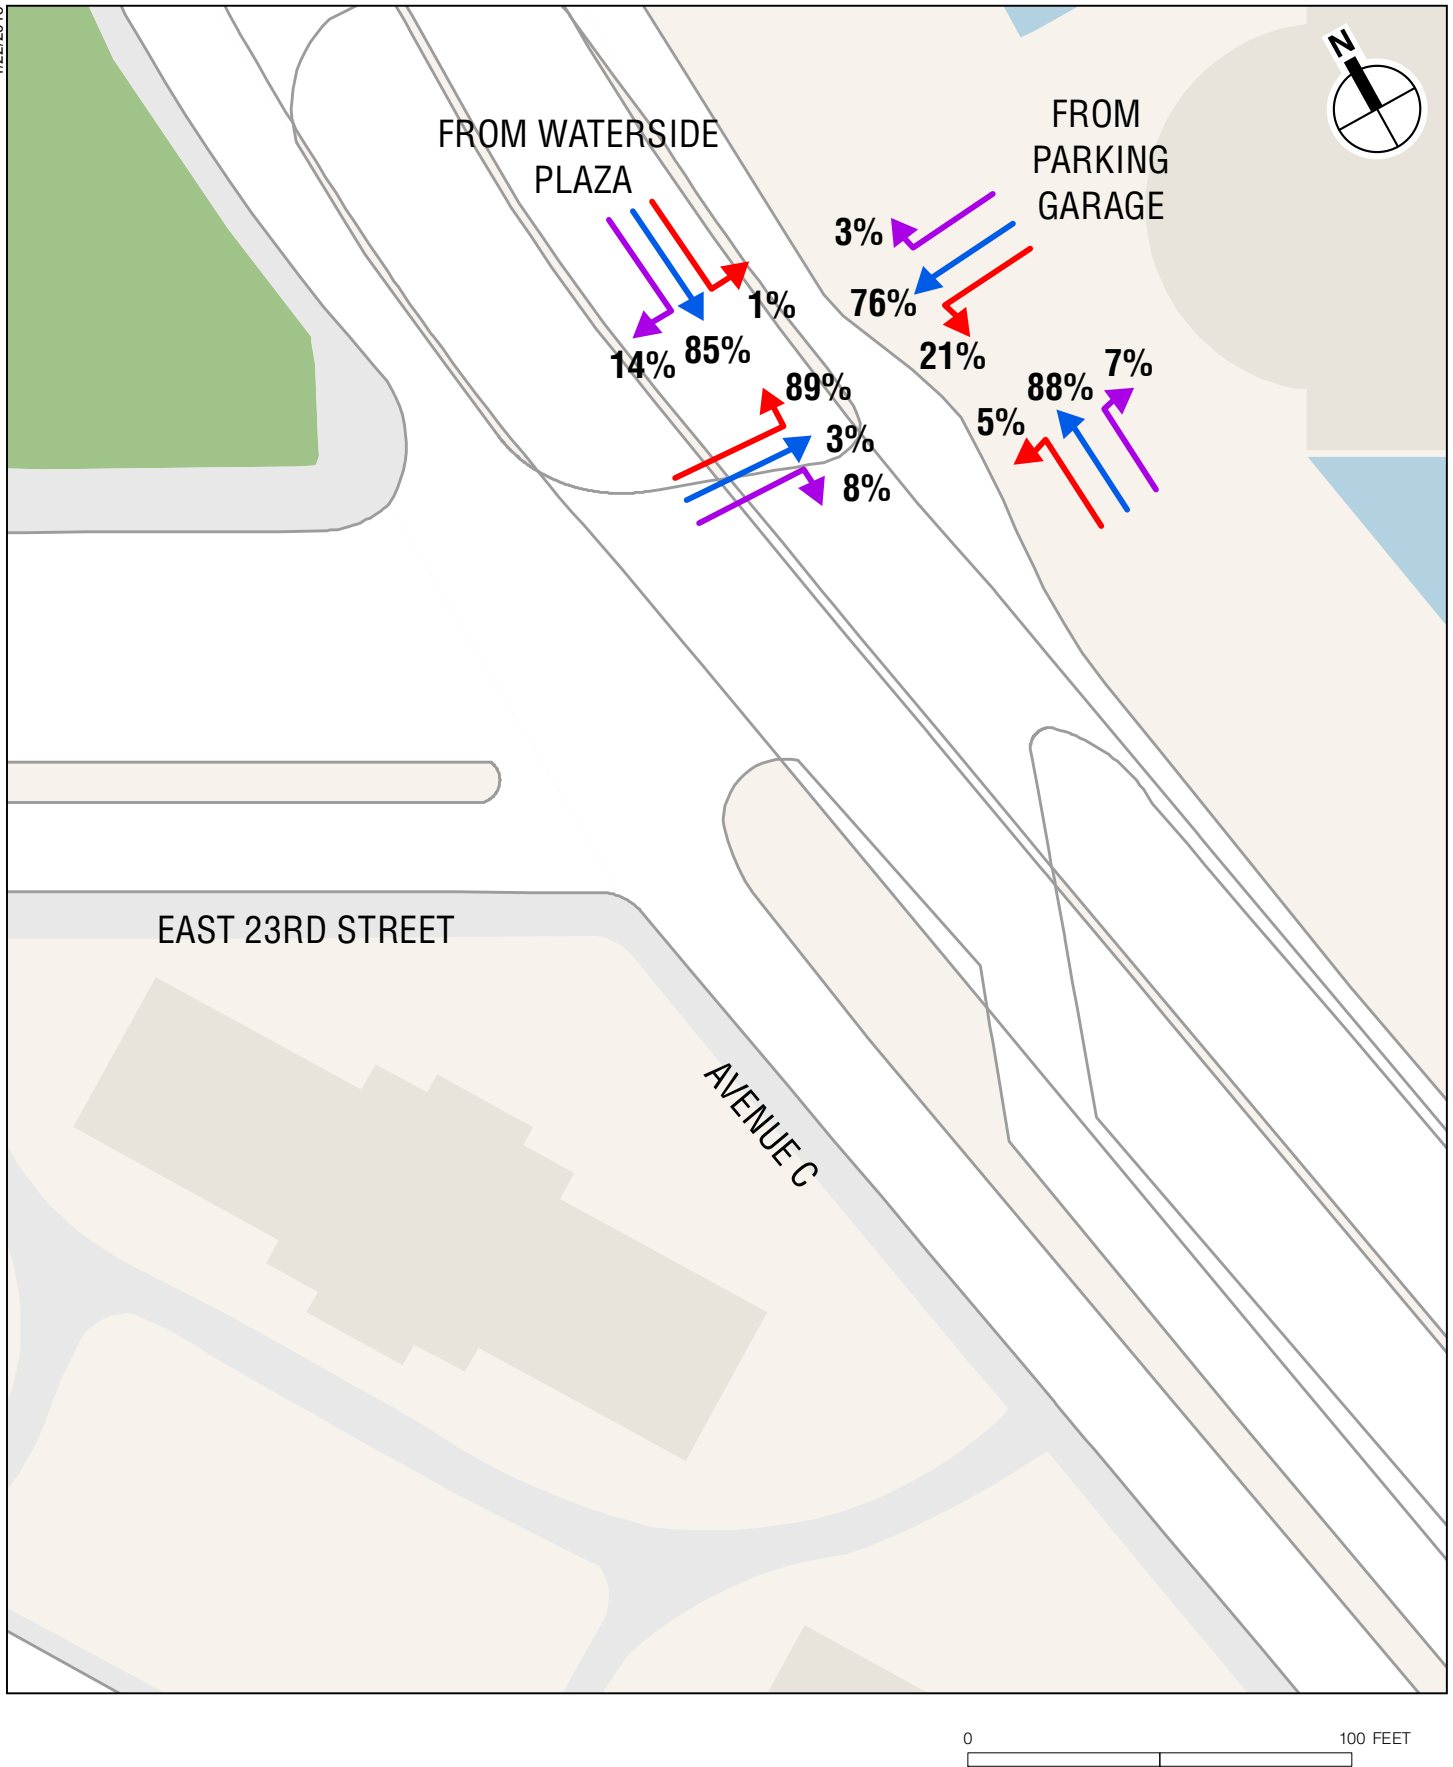 N
FROM WATERSIDE
PLAZA
FROM
PARKING
GARAGE
3%
76%
21%
1%
85%
14%
89%
3%
8%
7%
88%
5%
EAST 23RD STREET
AVENUE C
0
100 FEET